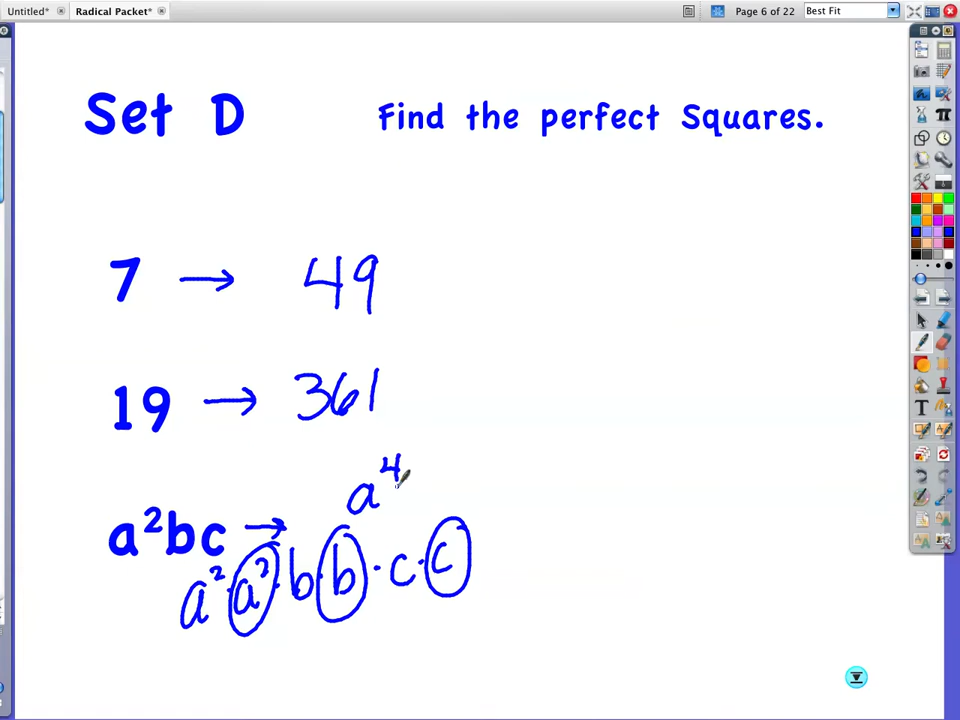 Untitled* Radical Packet* Page 6 of 22 Best Fit
Set D Find the perfect Squares.
7 → 49
19 → 361
a⁴
a²bc →
a² · a² · b · b · c · c